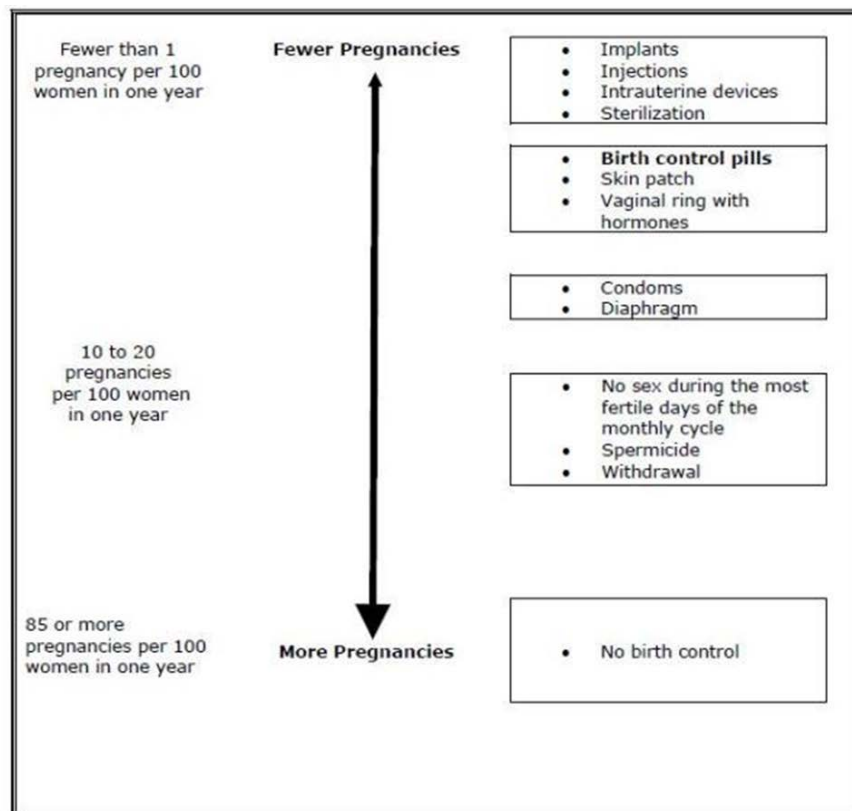 Fewer than 1
pregnancy per 100
women in one year
Fewer Pregnancies
• Implants
• Injections
• Intrauterine devices
• Sterilization
• Birth control pills
• Skin patch
• Vaginal ring with
hormones
• Condoms
• Diaphragm
10 to 20
pregnancies
per 100 women
in one year
• No sex during the most
fertile days of the
monthly cycle
• Spermicide
• Withdrawal
85 or more
pregnancies per 100
women in one year
More Pregnancies
• No birth control